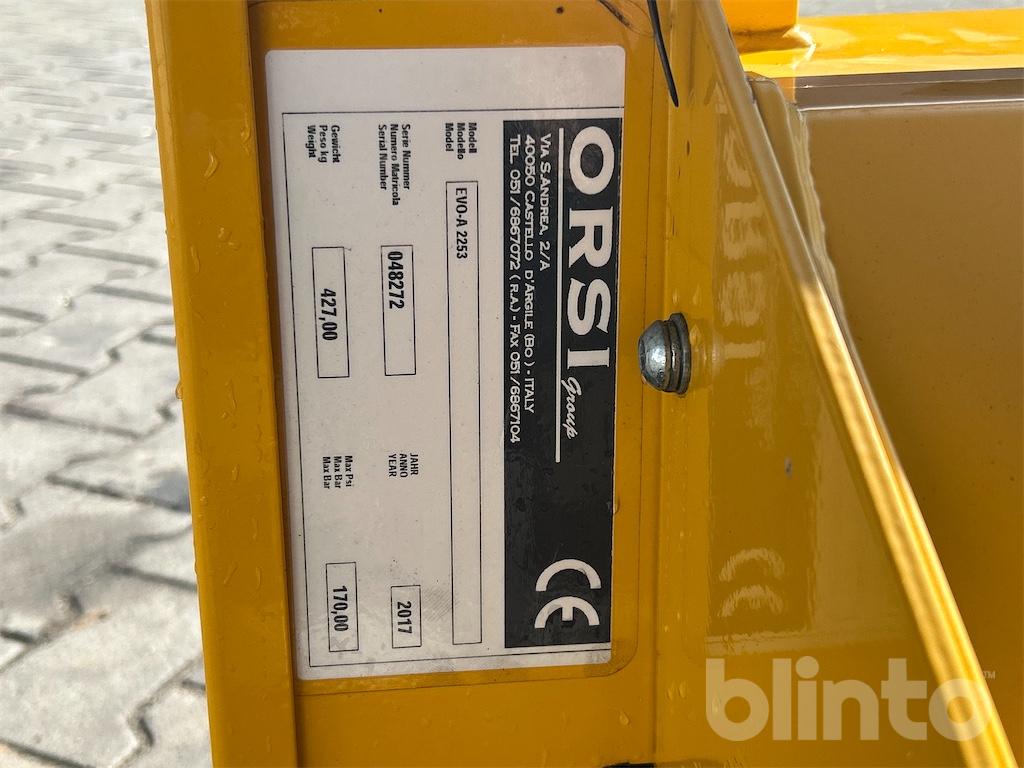 ORSI
Group
VIA S.ANDREA, 2/A
40050 CASTELLO D'ARGILE (BO) - ITALY
TEL. 051/6867072 (R.A.) - FAX 051/6867104
CE
Modell
Modello
Model
EVO-A 2253
Serie Nummer
Numero Matricola
Serial Number
048272
JAHR
ANNO
YEAR
2017
Gewicht
Peso kg
Weight
427,00
Max Psi
Max Bar
Max Bar
170,00
blinto™